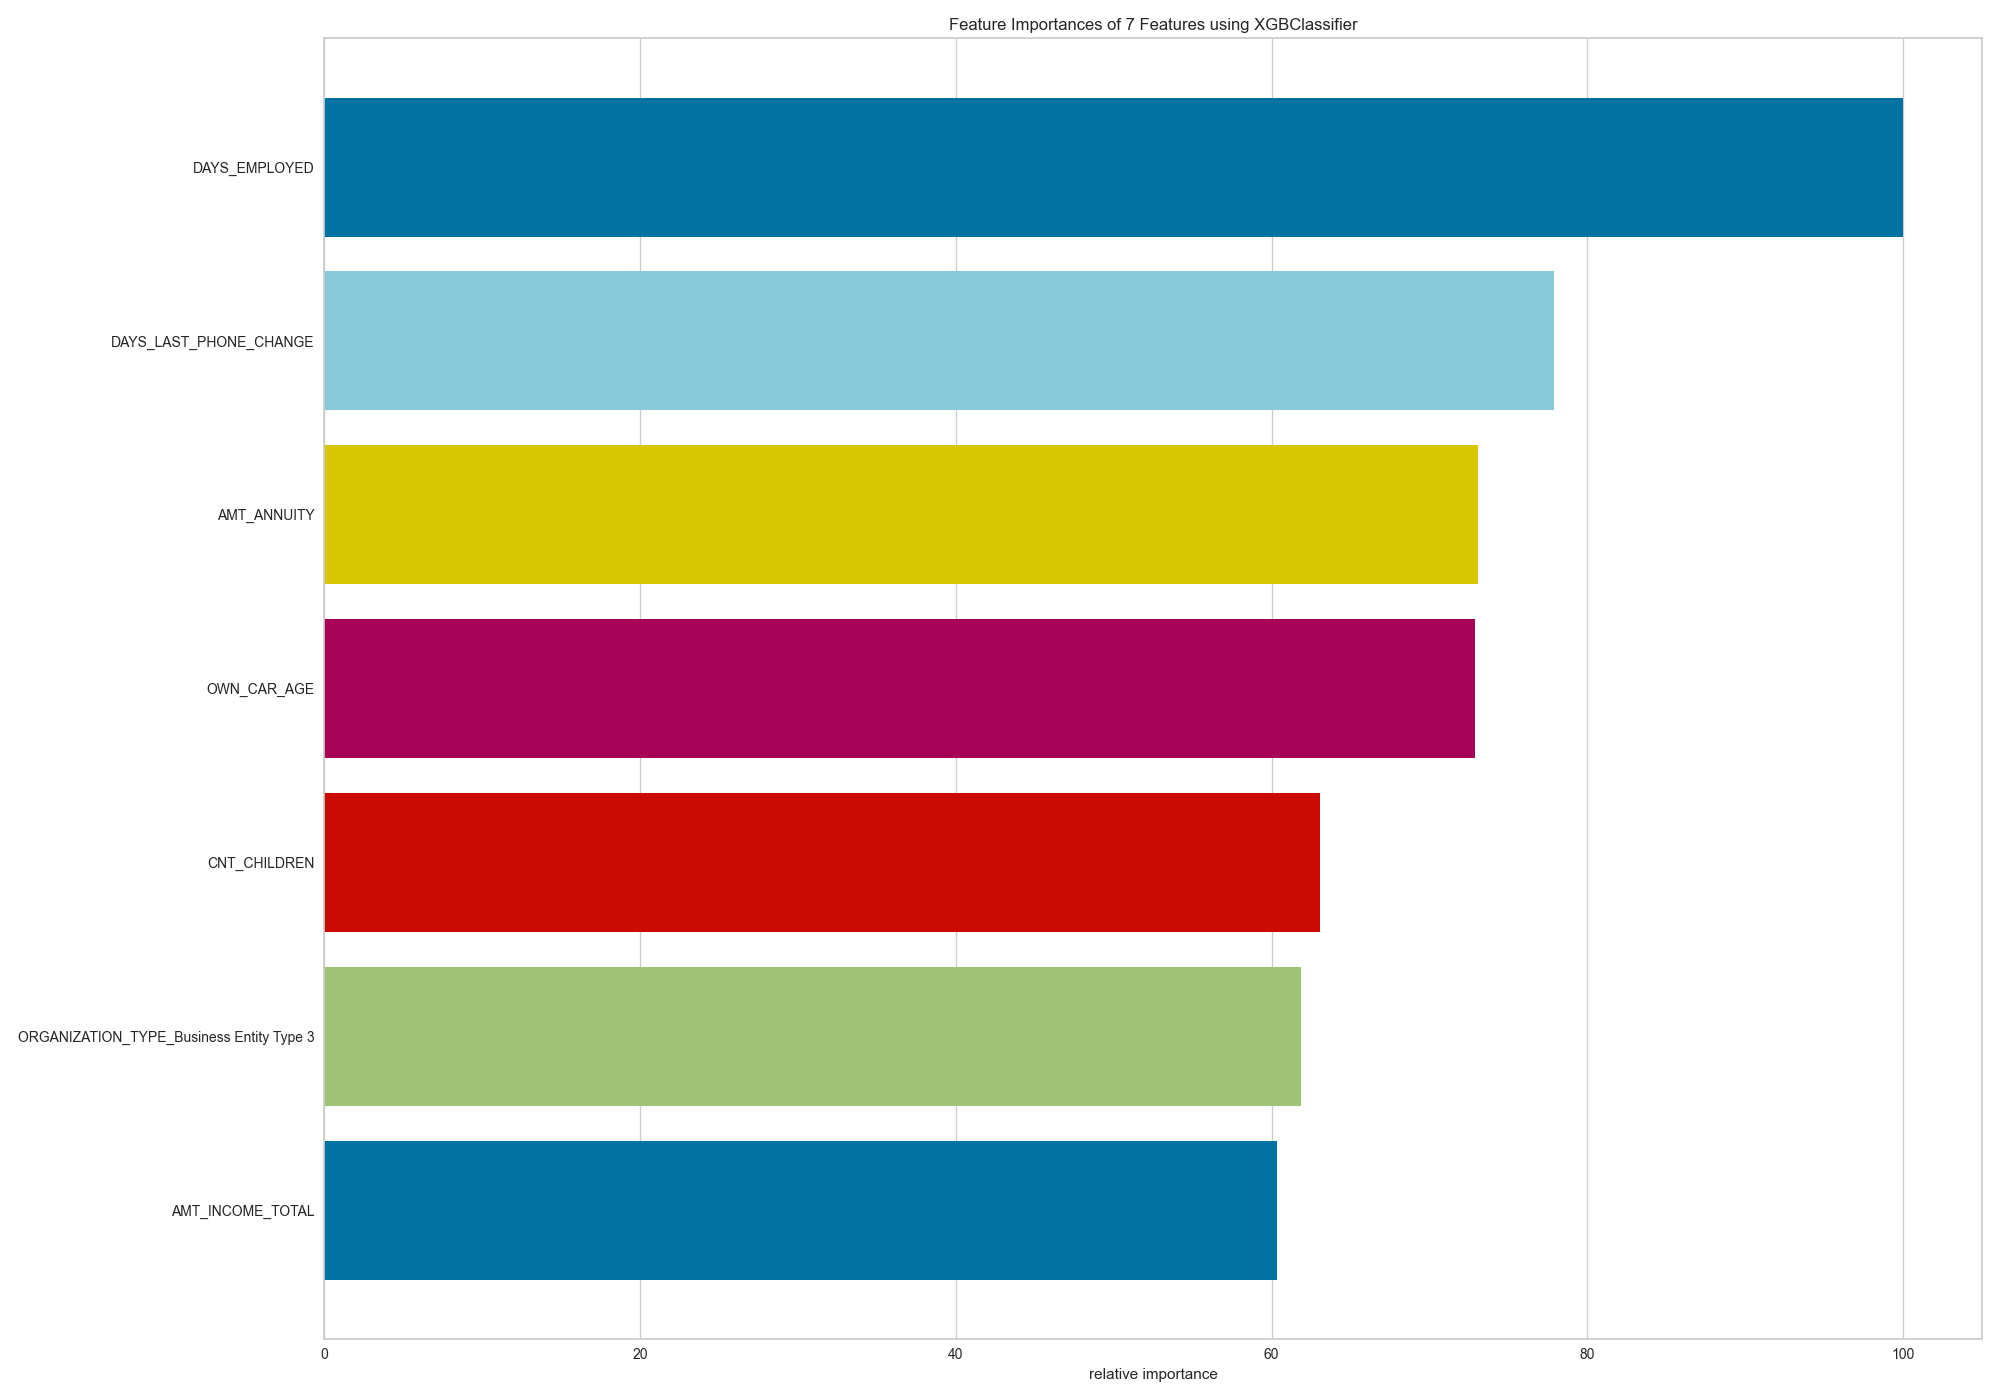 Feature Importances of 7 Features using XGBClassifier
DAYS_EMPLOYED
DAYS_LAST_PHONE_CHANGE
AMT_ANNUITY
OWN_CAR_AGE
CNT_CHILDREN
ORGANIZATION_TYPE_Business Entity Type 3
AMT_INCOME_TOTAL
0 20 40 60 80 100
relative importance